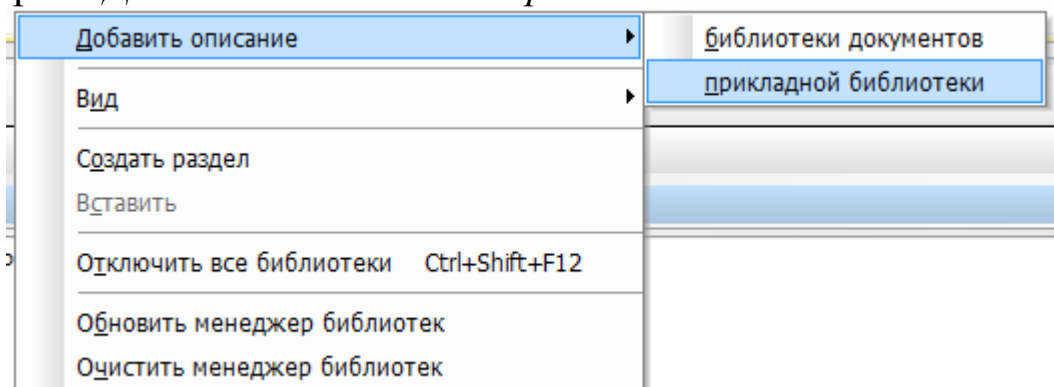 Добавить описание
библиотеки документов
прикладной библиотеки
Вид
Создать раздел
Вставить
Отключить все библиотеки Ctrl+Shift+F12
Обновить менеджер библиотек
Очистить менеджер библиотек